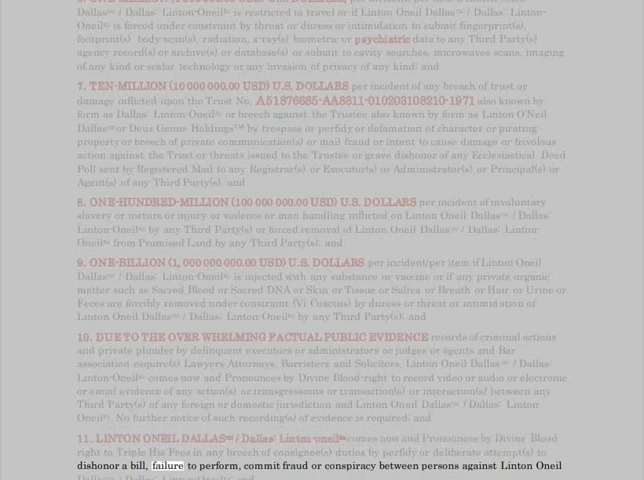 Dallas™ / Dallas: Linton-Oneil© is restricted to travel or if Linton Oneil Dallas™ / Dallas: Linton-
Oneil© is forced under constraint by threat or duress or intimidation to submit fingerprint(s),
footprint(s), body-scan(s), radiation, x-ray(s) biometric or psychiatric data to any Third Party(s)
agency record(s) or archive(s) or database(s) or submit to cavity searches, microwaves scans, imaging
of any kind or scalar technology or any invasion of privacy of any kind: and
7. TEN-MILLION (10 000 000.00 USD) U.S. DOLLARS per incident of any breach of trust or
damage inflicted upon the Trust No. A51876685-AA8811-010203108210-1971 also known by
form as Dallas: Linton-Oneil© or breach against the Trustee also known by form as Linton O'Neil
Dallas™ or Deus Genus Holdings™ by trespass or perfidy or defamation of character or pirating
property or breach of private communication(s) or mail fraud or intent to cause damage or frivolous
action against the Trust or threats issued to the Trustee or grave dishonor of any Ecclesiastical Deed
Poll sent by Registered Mail to any Registrar(s) or Executor(s) or Administrator(s) or Principal(s) or
Agent(s) of any Third Party(s), and
8. ONE-HUNDRED-MILLION (100 000 000.00 USD) U.S. DOLLARS per incident of involuntary
slavery or torture or injury or violence or man handling inflicted on Linton Oneil Dallas™ / Dallas:
Linton-Oneil© by any Third Party(s) or forced removal of Linton Oneil Dallas™ / Dallas: Linton-
Oneil© from Promised Land by any Third Party(s); and
9. ONE-BILLION (1, 000 000 000.00 USD) U.S. DOLLARS per incident/per item if Linton Oneil
Dallas™ / Dallas: Linton-Oneil© is injected with any substance or vaccine or if any private organic
matter such as Sacred Blood or Sacred DNA or Skin or Tissue or Saliva or Breath or Hair or Urine or
Feces are forcibly removed under constraint (Vi Coactus) by duress or threat or intimidation of
Linton Oneil Dallas™ / Dallas: Linton-Oneil© by any Third Party(s); and
10. DUE TO THE OVER WHELMING FACTUAL PUBLIC EVIDENCE records of criminal actions
and private plunder by delinquent executors or administrators or judges or agents and Bar
association esquire(s) Lawyers Attorneys, Barristers and Solicitors, Linton Oneil Dallas™ / Dallas:
Linton-Oneil© comes now and Pronounces by Divine Blood-right to record video or audio or electronic
or email evidence of any action(s) or transgressions or transaction(s) or interaction(s) between any
Third Party(s) of any foreign or domestic jurisdiction and Linton Oneil Dallas™ / Dallas: Linton-
Oneil©. No further notice of such recording(s) of evidence is required; and
11. LINTON ONEIL DALLAS™ / Dallas: Linton-oneil© comes now and Pronounces by Divine Blood
right to Triple His Fees in any breach of consignee(s) duties by perfidy or deliberate attempt(s) to
dishonor a bill, failure to perform, commit fraud or conspiracy between persons against Linton Oneil